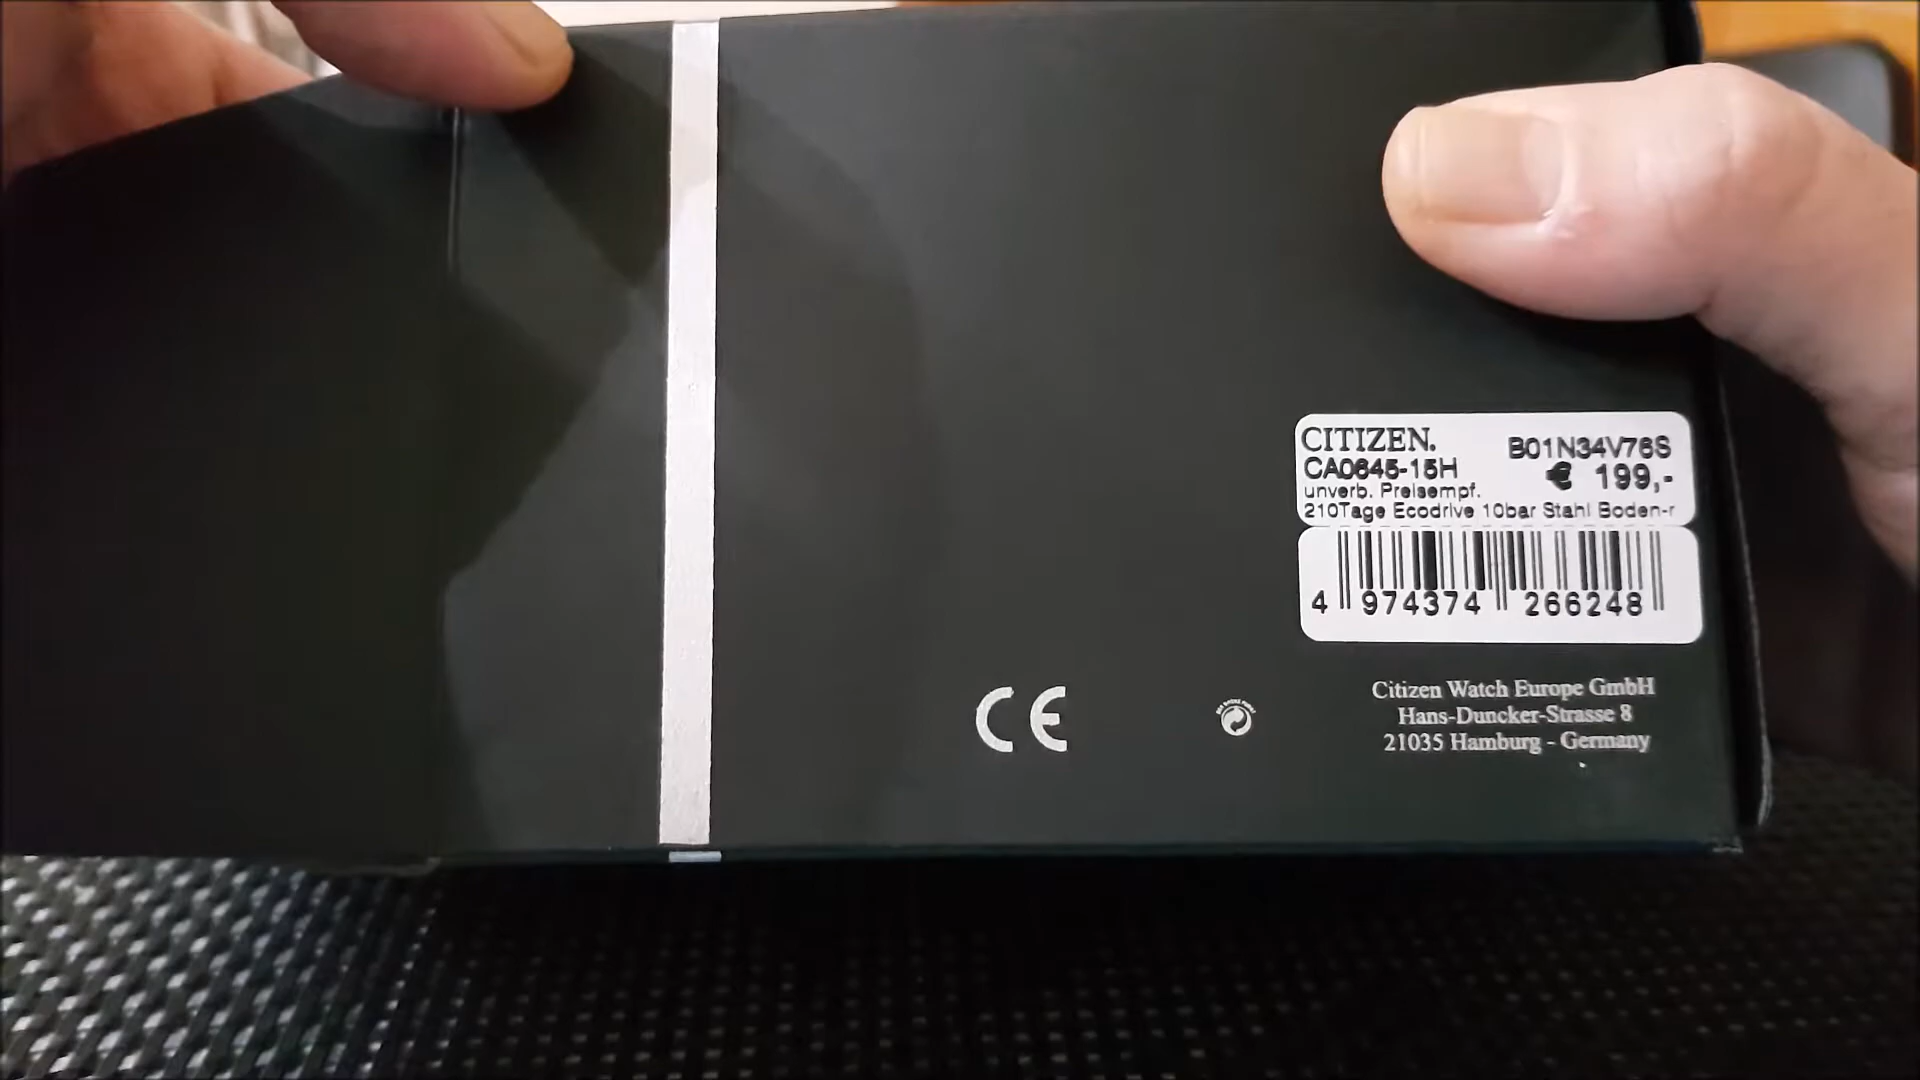 CITIZEN.
B01N34V76S
CA0645-15H
€ 199,-
unverb. Preisempf.
210Tage Ecodrive 10bar Stahl Boden-r
4 974374 266248
CE
Citizen Watch Europe GmbH
Hans-Duncker-Strasse 8
21035 Hamburg - Germany